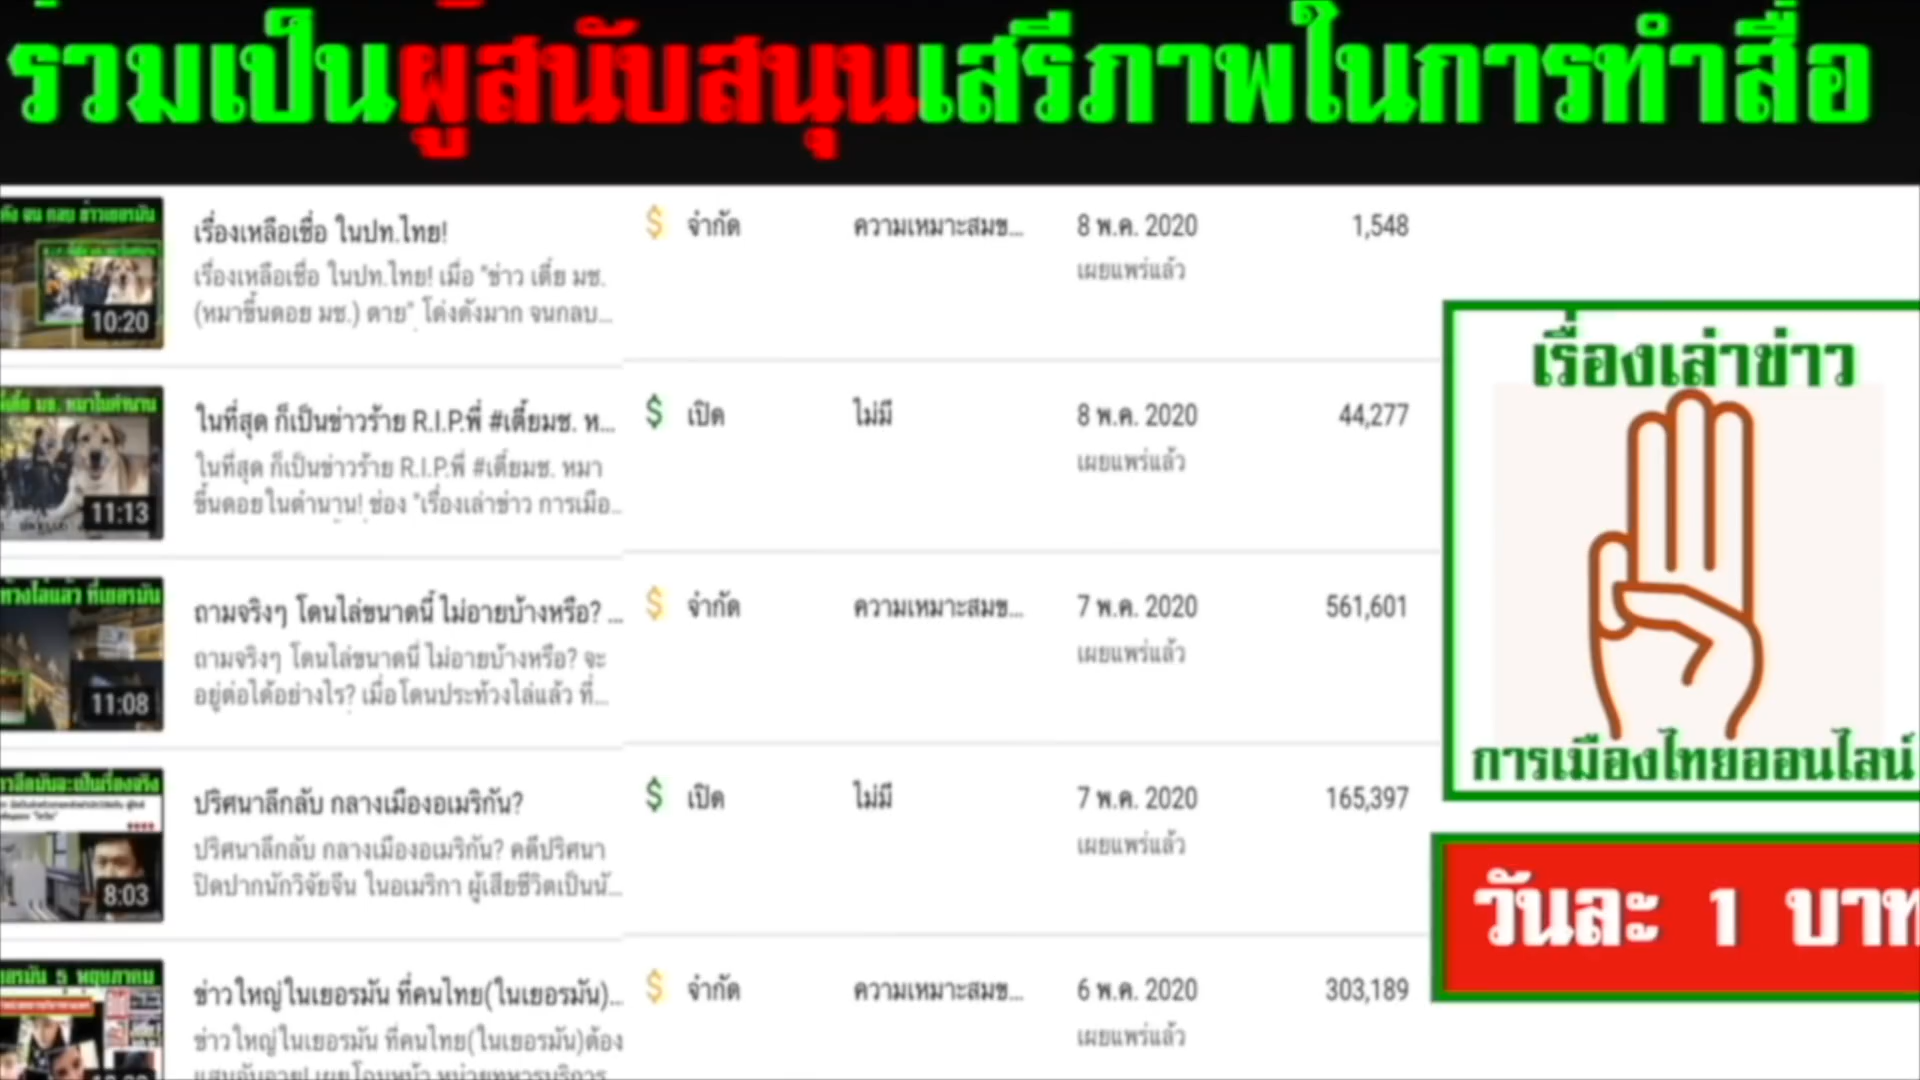 ร่วมเป็นผู้สนับสนุนเสรีภาพในการทำสื่อ
10:20
เรื่องเหลือเชื่อ ในปท.ไทย!
เรื่องเหลือเชื่อ ในปท.ไทย! เมื่อ "ข่าว เตี้ย มช.
(หมาขึ้นดอย มช.) ตาย" โด่งดังมาก จนกลบ...
$ จำกัด ความเหมาะสมข... 8 พ.ค. 2020 1,548
เผยแพร่แล้ว
11:13
ในที่สุด ก็เป็นข่าวร้าย R.I.P.พี่ #เตี้ยมช. ห...
ในที่สุด ก็เป็นข่าวร้าย R.I.P.พี่ #เตี้ยมช. หมา
ขึ้นดอยในตำนาน! ช่อง "เรื่องเล่าข่าว การเมือ...
$ เปิด ไม่มี 8 พ.ค. 2020 44,277
เผยแพร่แล้ว
11:08
ถามจริงๆ โดนไล่ขนาดนี้ ไม่อายบ้างหรือ? ...
ถามจริงๆ โดนไล่ขนาดนี้ ไม่อายบ้างหรือ? จะ
อยู่ต่อได้อย่างไร? เมื่อโดนประท้วงไล่แล้ว ที่...
$ จำกัด ความเหมาะสมข... 7 พ.ค. 2020 561,601
เผยแพร่แล้ว
8:03
ปริศนาลึกลับ กลางเมืองอเมริกัน?
ปริศนาลึกลับ กลางเมืองอเมริกัน? คดีปริศนา
ปิดปากนักวิจัยจีน ในอเมริกา ผู้เสียชีวิตเป็นนั...
$ เปิด ไม่มี 7 พ.ค. 2020 165,397
เผยแพร่แล้ว
5 พฤษภาคม
ข่าวใหญ่ในเยอรมัน ที่คนไทย(ในเยอรมัน)...
ข่าวใหญ่ในเยอรมัน ที่คนไทย(ในเยอรมัน)ต้อง
$ จำกัด ความเหมาะสมข... 6 พ.ค. 2020 303,189
เผยแพร่แล้ว
เรื่องเล่าข่าว
การเมืองไทยออนไลน์
วันละ 1 บาท